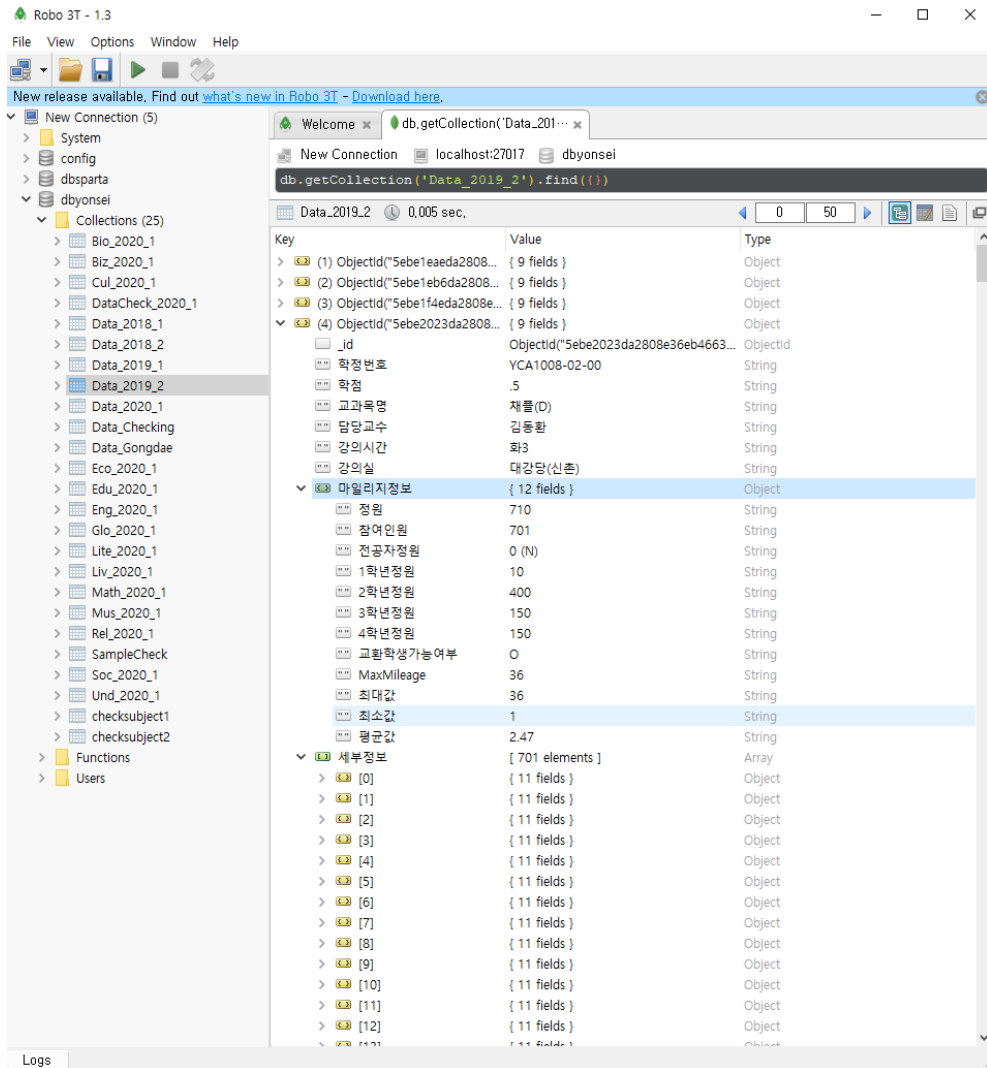 Robo 3T - 1.3
File View Options Window Help
New release available. Find out what's new in Robo 3T - Download here.
New Connection (5)
System
config
dbsparta
dbyonsei
Collections (25)
Bio_2020_1
Biz_2020_1
Cul_2020_1
DataCheck_2020_1
Data_2018_1
Data_2018_2
Data_2019_1
Data_2019_2
Data_2020_1
Data_Checking
Data_Gongdae
Eco_2020_1
Edu_2020_1
Eng_2020_1
Glo_2020_1
Lite_2020_1
Liv_2020_1
Math_2020_1
Mus_2020_1
Rel_2020_1
SampleCheck
Soc_2020_1
Und_2020_1
checksubject1
checksubject2
Functions
Users
Welcome db.getCollection('Data_201…
New Connection localhost:27017 dbyonsei
db.getCollection('Data_2019_2').find({})
Data_2019_2 0.005 sec. 0 50
Key Value Type
(1) ObjectId("5ebe1eaeda2808... { 9 fields } Object
(2) ObjectId("5ebe1eb6da2808... { 9 fields } Object
(3) ObjectId("5ebe1f4eda2808e... { 9 fields } Object
(4) ObjectId("5ebe2023da2808... { 9 fields } Object
_id ObjectId("5ebe2023da2808e36eb4663... ObjectId
학정번호 YCA1008-02-00 String
학점 .5 String
교과목명 채플(D) String
담당교수 김동환 String
강의시간 화3 String
강의실 대강당(신촌) String
마일리지정보 { 12 fields } Object
정원 710 String
참여인원 701 String
전공자정원 0 (N) String
1학년정원 10 String
2학년정원 400 String
3학년정원 150 String
4학년정원 150 String
교환학생가능여부 O String
MaxMileage 36 String
최대값 36 String
최소값 1 String
평균값 2.47 String
세부정보 [ 701 elements ] Array
[0] { 11 fields } Object
[1] { 11 fields } Object
[2] { 11 fields } Object
[3] { 11 fields } Object
[4] { 11 fields } Object
[5] { 11 fields } Object
[6] { 11 fields } Object
[7] { 11 fields } Object
[8] { 11 fields } Object
[9] { 11 fields } Object
[10] { 11 fields } Object
[11] { 11 fields } Object
[12] { 11 fields } Object
Logs